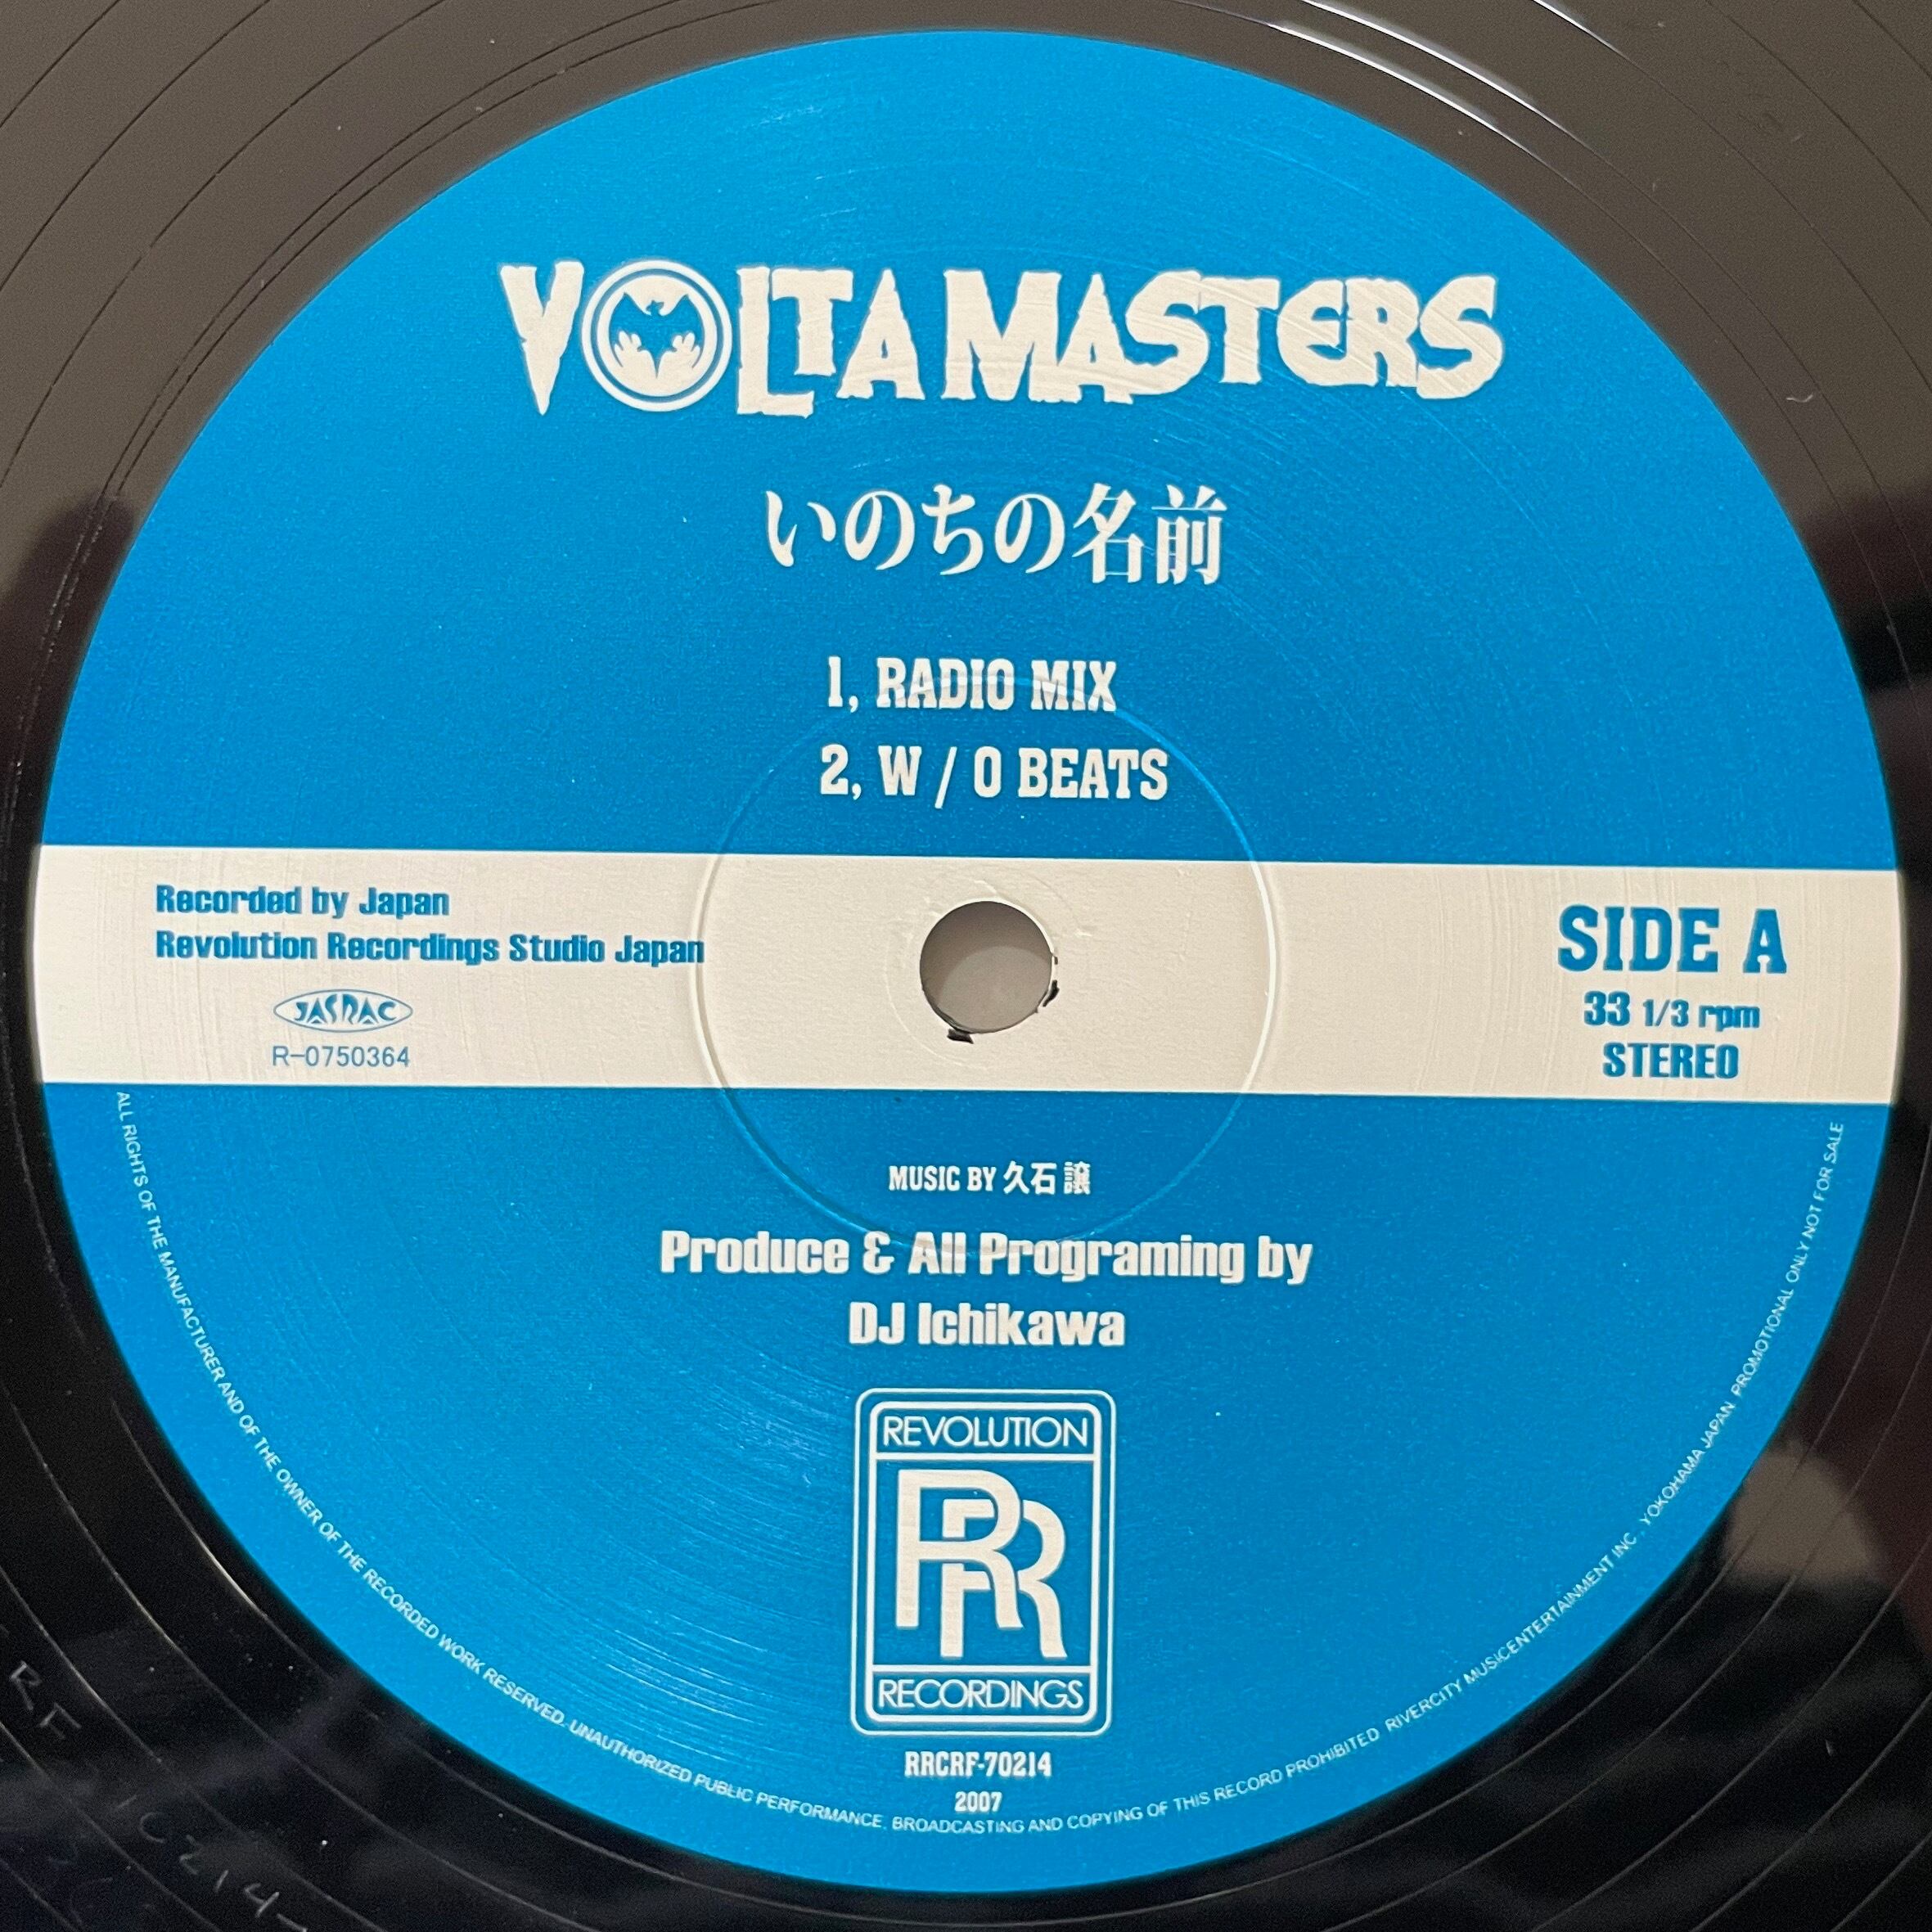 VOLTA MASTERS
いのちの名前
1, RADIO MIX
2, W / O BEATS
Recorded by Japan
Revolution Recordings Studio Japan
JASRAC
R-0750364
SIDE A
33 1/3 rpm
STEREO
MUSIC BY 久石 譲
Produce & All Programing by
DJ Ichikawa
REVOLUTION
RR
RECORDINGS
RRCRF-70214
2007
ALL RIGHTS OF THE MANUFACTURER AND OF THE OWNER OF THE RECORDED WORK RESERVED. UNAUTHORIZED PUBLIC PERFORMANCE. BROADCASTING AND COPYING OF THIS RECORD PROHIBITED RIVERCITY MUSICENTERTAINMENT INC. YOKOHAMA JAPAN PROMOTIONAL ONLY NOT FOR SALE